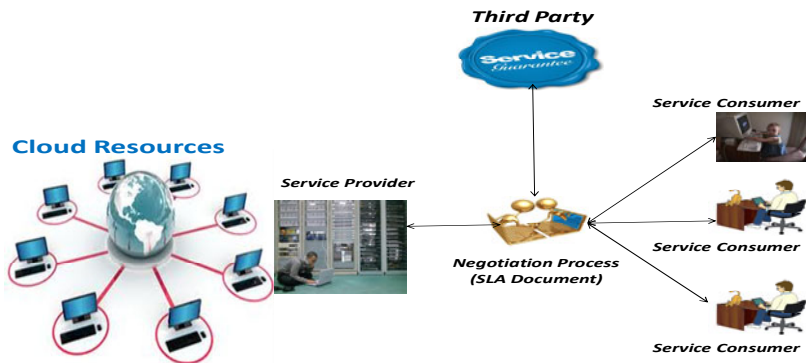 Third Party
Service
Guarantee
Service Consumer
Cloud Resources
Service Provider
Service Consumer
Negotiation Process
(SLA Document)
Service Consumer